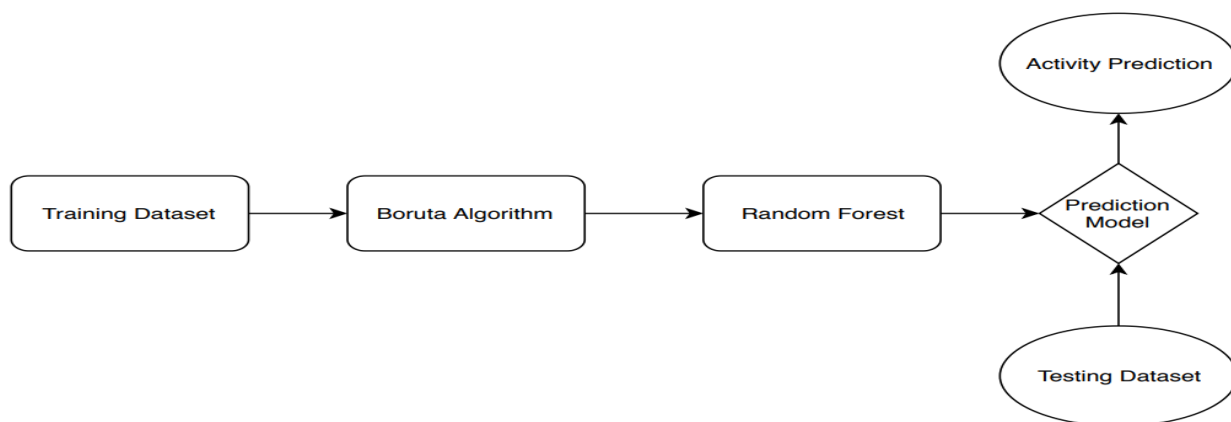 Activity Prediction
Training Dataset
Boruta Algorithm
Random Forest
Prediction
Model
Testing Dataset